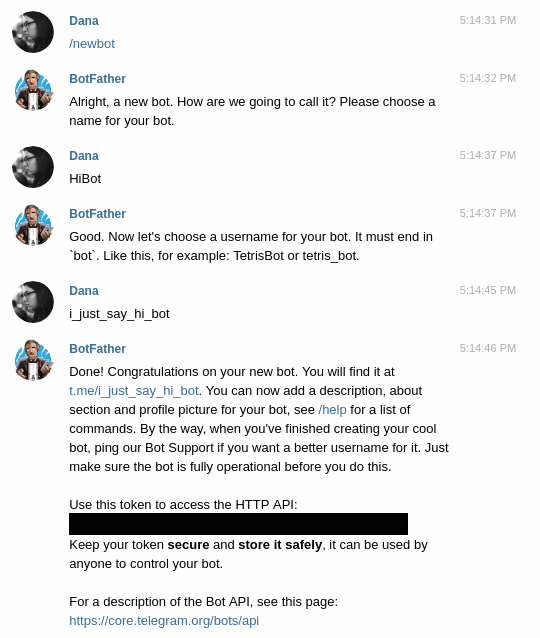 Dana 5:14:31 PM
/newbot
BotFather 5:14:32 PM
Alright, a new bot. How are we going to call it? Please choose a
name for your bot.
Dana 5:14:37 PM
HiBot
BotFather 5:14:37 PM
Good. Now let's choose a username for your bot. It must end in
`bot`. Like this, for example: TetrisBot or tetris_bot.
Dana 5:14:45 PM
i_just_say_hi_bot
BotFather 5:14:46 PM
Done! Congratulations on your new bot. You will find it at
t.me/i_just_say_hi_bot. You can now add a description, about
section and profile picture for your bot, see /help for a list of
commands. By the way, when you've finished creating your cool
bot, ping our Bot Support if you want a better username for it. Just
make sure the bot is fully operational before you do this.
Use this token to access the HTTP API:
Keep your token secure and store it safely, it can be used by
anyone to control your bot.
For a description of the Bot API, see this page:
https://core.telegram.org/bots/api